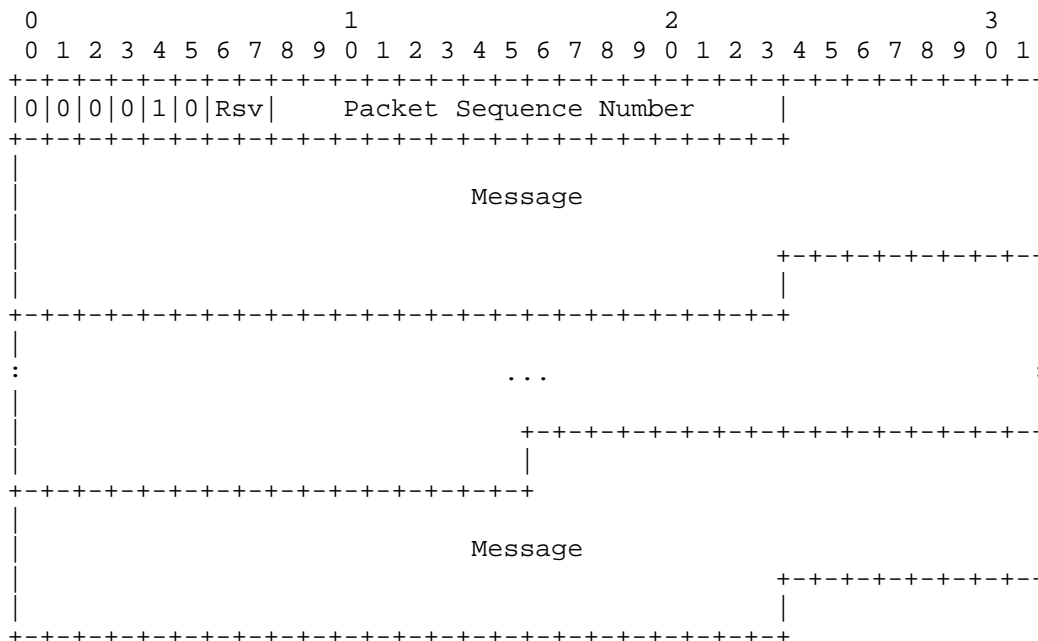 0                   1                   2                   3
 0 1 2 3 4 5 6 7 8 9 0 1 2 3 4 5 6 7 8 9 0 1 2 3 4 5 6 7 8 9 0 1
+-+-+-+-+-+-+-+-+-+-+-+-+-+-+-+-+-+-+-+-+-+-+-+-+-+-+-+-+-+-+-+-
|0|0|0|0|1|0|Rsv|    Packet Sequence Number     |
+-+-+-+-+-+-+-+-+-+-+-+-+-+-+-+-+-+-+-+-+-+-+-+-+
|
|                            Message
|
|                                               +-+-+-+-+-+-+-+-
|                                               |
+-+-+-+-+-+-+-+-+-+-+-+-+-+-+-+-+-+-+-+-+-+-+-+-+
|
:                              ...                              :
|
|                               +-+-+-+-+-+-+-+-+-+-+-+-+-+-+-+-
|                               |
+-+-+-+-+-+-+-+-+-+-+-+-+-+-+-+-+
|
|                            Message
|                                               +-+-+-+-+-+-+-+-
|                                               |
+-+-+-+-+-+-+-+-+-+-+-+-+-+-+-+-+-+-+-+-+-+-+-+-+